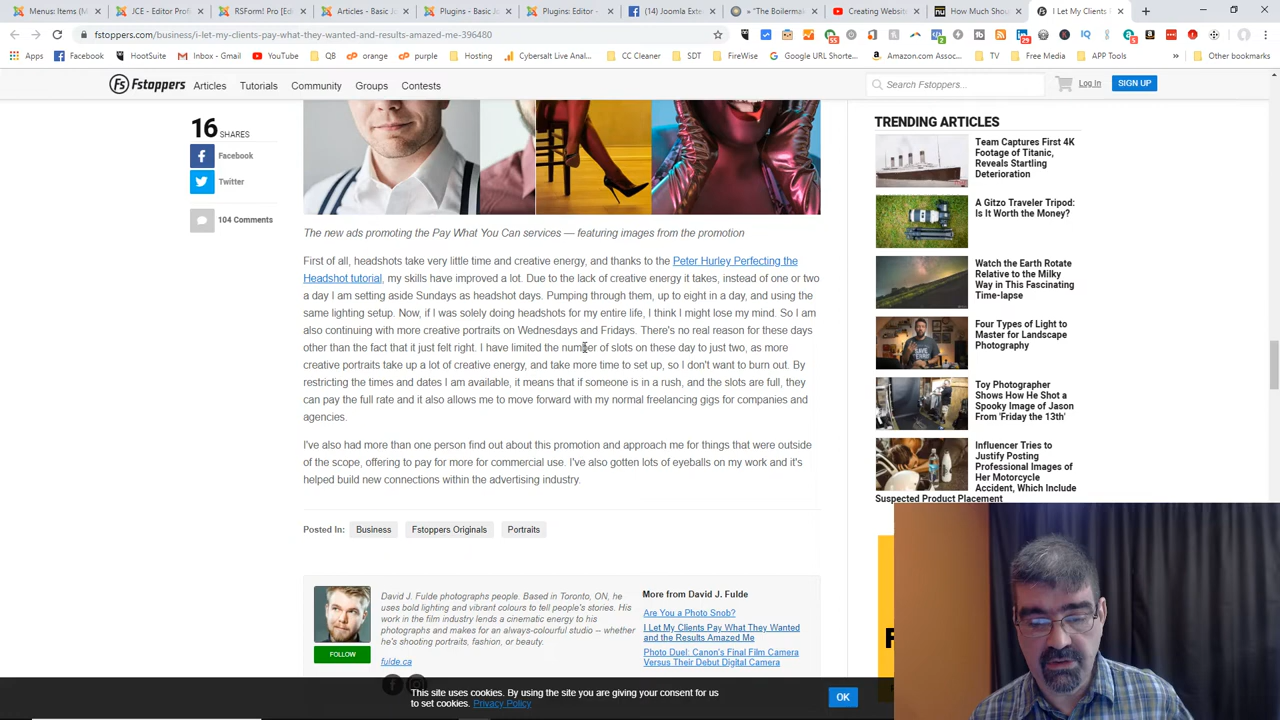 Menus: Items (M
JCE - Editor Prof
RSForm! Pro [Ed
Articles - Basic Jo
Plugins - Basic Jo
Plugins: Editor -
(14) Joomla Exte
» "The Boilerma
Creating Website
How Much Shou
I Let My Clients
fstoppers.com/business/i-let-my-clients-pay-what-they-wanted-and-results-amazed-me-396480
Apps
Facebook
HootSuite
Inbox - Gmail
YouTube
QB
orange
purple
Hosting
Cybersalt Live Anal...
CC Cleaner
SDT
FireWise
Google URL Shorte...
Amazon.com Assoc...
TV
Free Media
APP Tools
»
Other bookmarks
Fs Fstoppers
Articles
Tutorials
Community
Groups
Contests
Search Fstoppers...
Log In
SIGN UP
16 SHARES
Facebook
Twitter
104 Comments
The new ads promoting the Pay What You Can services — featuring images from the promotion
First of all, headshots take very little time and creative energy, and thanks to the Peter Hurley Perfecting the
Headshot tutorial, my skills have improved a lot. Due to the lack of creative energy it takes, instead of one or two
a day I am setting aside Sundays as headshot days. Pumping through them, up to eight in a day, and using the
same lighting setup. Now, if I was solely doing headshots for my entire life, I think I might lose my mind. So I am
also continuing with more creative portraits on Wednesdays and Fridays. There's no real reason for these days
other than the fact that it just felt right. I have limited the number of slots on these day to just two, as more
creative portraits take up a lot of creative energy, and take more time to set up, so I don't want to burn out. By
restricting the times and dates I am available, it means that if someone is in a rush, and the slots are full, they
can pay the full rate and it also allows me to move forward with my normal freelancing gigs for companies and
agencies.
I've also had more than one person find out about this promotion and approach me for things that were outside
of the scope, offering to pay for more for commercial use. I've also gotten lots of eyeballs on my work and it's
helped build new connections within the advertising industry.
Posted In:
Business
Fstoppers Originals
Portraits
David J. Fulde photographs people. Based in Toronto, ON, he
uses bold lighting and vibrant colours to tell people's stories. His
work in the film industry lends a cinematic energy to his
photographs and makes for an always-colourful studio -- whether
he's shooting portraits, fashion, or beauty.
FOLLOW
fulde.ca
More from David J. Fulde
Are You a Photo Snob?
I Let My Clients Pay What They Wanted
and the Results Amazed Me
Photo Duel: Canon's Final Film Camera
Versus Their Debut Digital Camera
TRENDING ARTICLES
Team Captures First 4K
Footage of Titanic,
Reveals Startling
Deterioration
A Gitzo Traveler Tripod:
Is It Worth the Money?
Watch the Earth Rotate
Relative to the Milky
Way in This Fascinating
Time-lapse
Four Types of Light to
Master for Landscape
Photography
Toy Photographer
Shows How He Shot a
Spooky Image of Jason
From 'Friday the 13th'
Influencer Tries to
Justify Posting
Professional Images of
Her Motorcycle
Accident, Which Include
Suspected Product Placement
This site uses cookies. By using the site you are giving your consent for us
to set cookies. Privacy Policy
OK